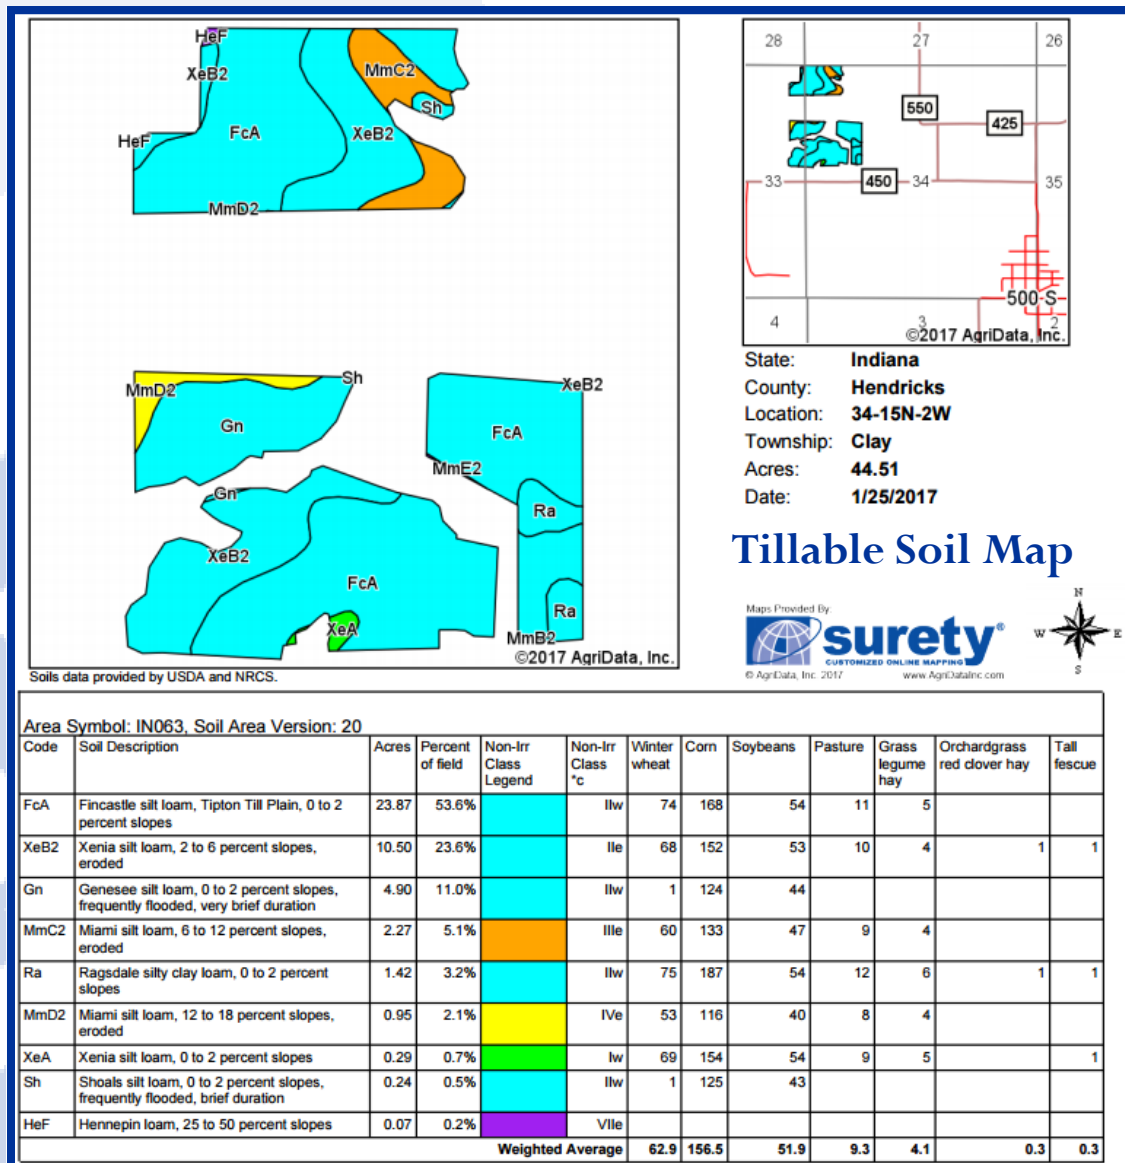 HeF
XeB2
MmC2
Sh
FcA
XeB2
HeF
MmD2
28
27
26
550
425
33
450
34
35
500 S
4
3
2
©2017 AgriData, Inc.
State: Indiana
County: Hendricks
Location: 34-15N-2W
Township: Clay
Acres: 44.51
Date: 1/25/2017
MmD2
Sh
Gn
XeB2
FcA
MmE2
Gn
Ra
XeB2
FcA
Ra
XeA
MmB2
©2017 AgriData, Inc.
Tillable Soil Map
Maps Provided By:
surety®
CUSTOMIZED ONLINE MAPPING
© AgriData, Inc. 2017 www.AgriDataInc.com
N
W E
S
Soils data provided by USDA and NRCS.
Area Symbol: IN063, Soil Area Version: 20
Code Soil Description Acres Percent Non-Irr Non-Irr Winter Corn Soybeans Pasture Grass Orchardgrass Tall
of field Class Class wheat legume red clover hay fescue
Legend *c hay
FcA Fincastle silt loam, Tipton Till Plain, 0 to 2 23.87 53.6% IIw 74 168 54 11 5
percent slopes
XeB2 Xenia silt loam, 2 to 6 percent slopes, 10.50 23.6% IIe 68 152 53 10 4 1 1
eroded
Gn Genesee silt loam, 0 to 2 percent slopes, 4.90 11.0% IIw 1 124 44
frequently flooded, very brief duration
MmC2 Miami silt loam, 6 to 12 percent slopes, 2.27 5.1% IIIe 60 133 47 9 4
eroded
Ra Ragsdale silty clay loam, 0 to 2 percent 1.42 3.2% IIw 75 187 54 12 6 1 1
slopes
MmD2 Miami silt loam, 12 to 18 percent slopes, 0.95 2.1% IVe 53 116 40 8 4
eroded
XeA Xenia silt loam, 0 to 2 percent slopes 0.29 0.7% Iw 69 154 54 9 5 1
Sh Shoals silt loam, 0 to 2 percent slopes, 0.24 0.5% IIw 1 125 43
frequently flooded, brief duration
HeF Hennepin loam, 25 to 50 percent slopes 0.07 0.2% VIIe
Weighted Average 62.9 156.5 51.9 9.3 4.1 0.3 0.3